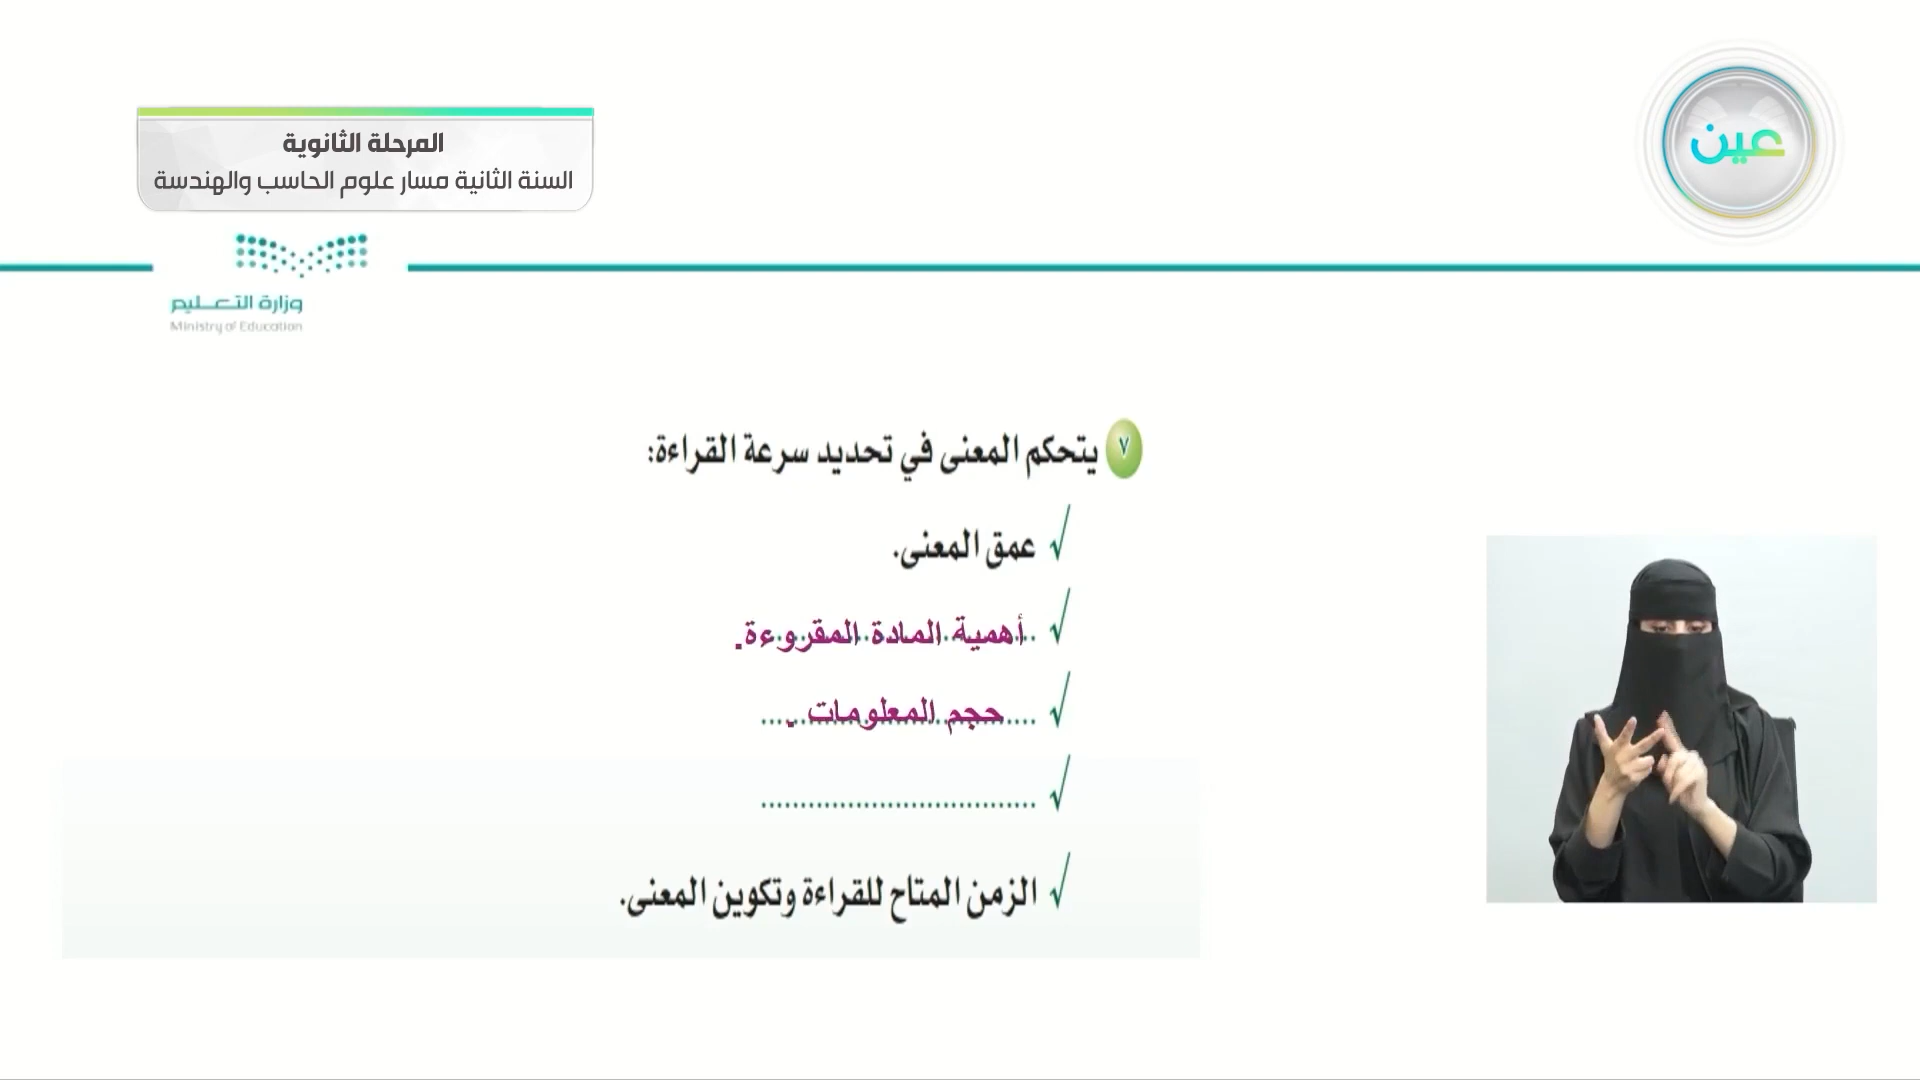 المرحلة الثانوية
السنة الثانية مسار علوم الحاسب والهندسة
عين
وزارة التعليم
Ministry of Education
٧ يتحكم المعنى في تحديد سرعة القراءة:
√ عمق المعنى.
√ أهمية المادة المقروءة.
√ حجم المعلومات .
√ ................................
√ الزمن المتاح للقراءة وتكوين المعنى.